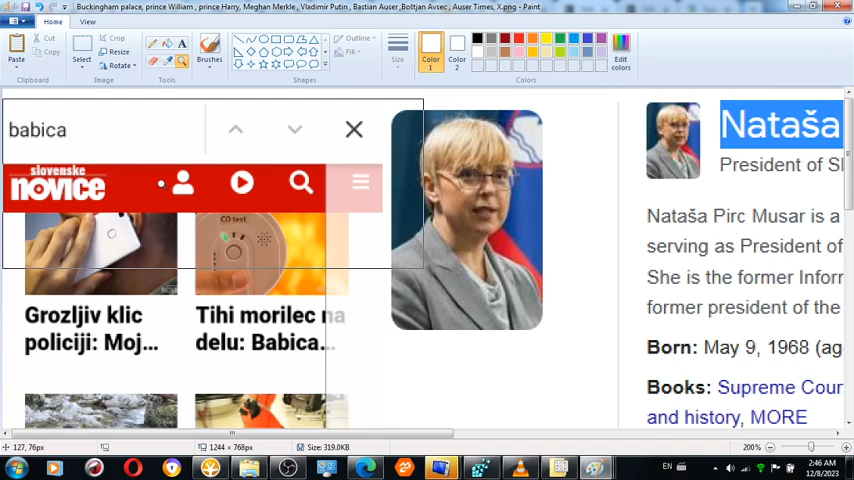 Buckingham palace, prince William , prince Harry, Meghan Merkle , Vladimir Putin , Bastian Auser ,Boštjan Avsec , Auser Times, X.png - Paint
Home
View
Paste
Cut
Copy
Clipboard
Select
Crop
Resize
Rotate
Image
A
Tools
Brushes
Shapes
Outline
Fill
Size
Color
1
Color
2
Edit
colors
Colors
babica
slovenske
novice
CO test
Grozljiv klic
policiji: Moj...
Tihi morilec na
delu: Babica...
Nataša
President of Sl
Nataša Pirc Musar is a
serving as President of
She is the former Inforr
former president of the
Born: May 9, 1968 (ag
Books: Supreme Cour
and history, MORE
127, 76px
1244 × 768px
Size: 319.0KB
200%
EN
2:46 AM
12/8/2023